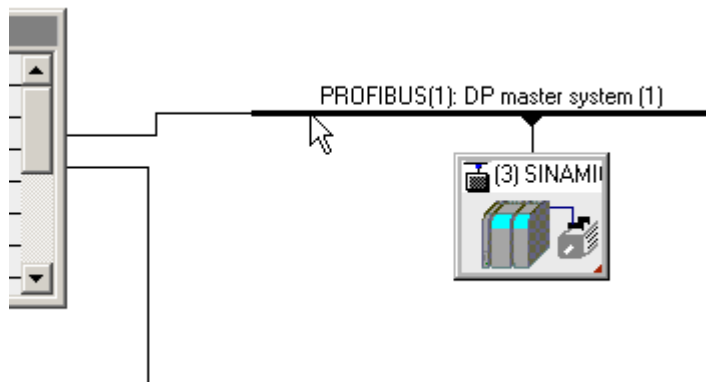 PROFIBUS(1): DP master system (1)
(3) SINAMI